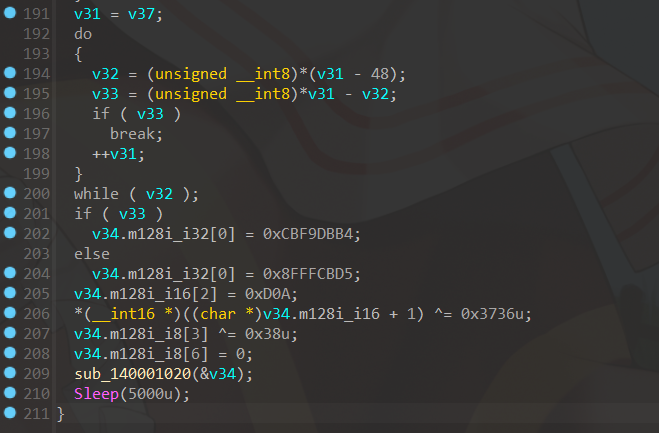 191 v31 = v37;
192 do
193 {
194 v32 = (unsigned __int8)*(v31 - 48);
195 v33 = (unsigned __int8)*v31 - v32;
196 if ( v33 )
197 break;
198 ++v31;
199 }
200 while ( v32 );
201 if ( v33 )
202 v34.m128i_i32[0] = 0xCBF9DBB4;
203 else
204 v34.m128i_i32[0] = 0x8FFFCBD5;
205 v34.m128i_i16[2] = 0xD0A;
206 *(__int16 *)((char *)v34.m128i_i16 + 1) ^= 0x3736u;
207 v34.m128i_i8[3] ^= 0x38u;
208 v34.m128i_i8[6] = 0;
209 sub_140001020(&v34);
210 Sleep(5000u);
211 }